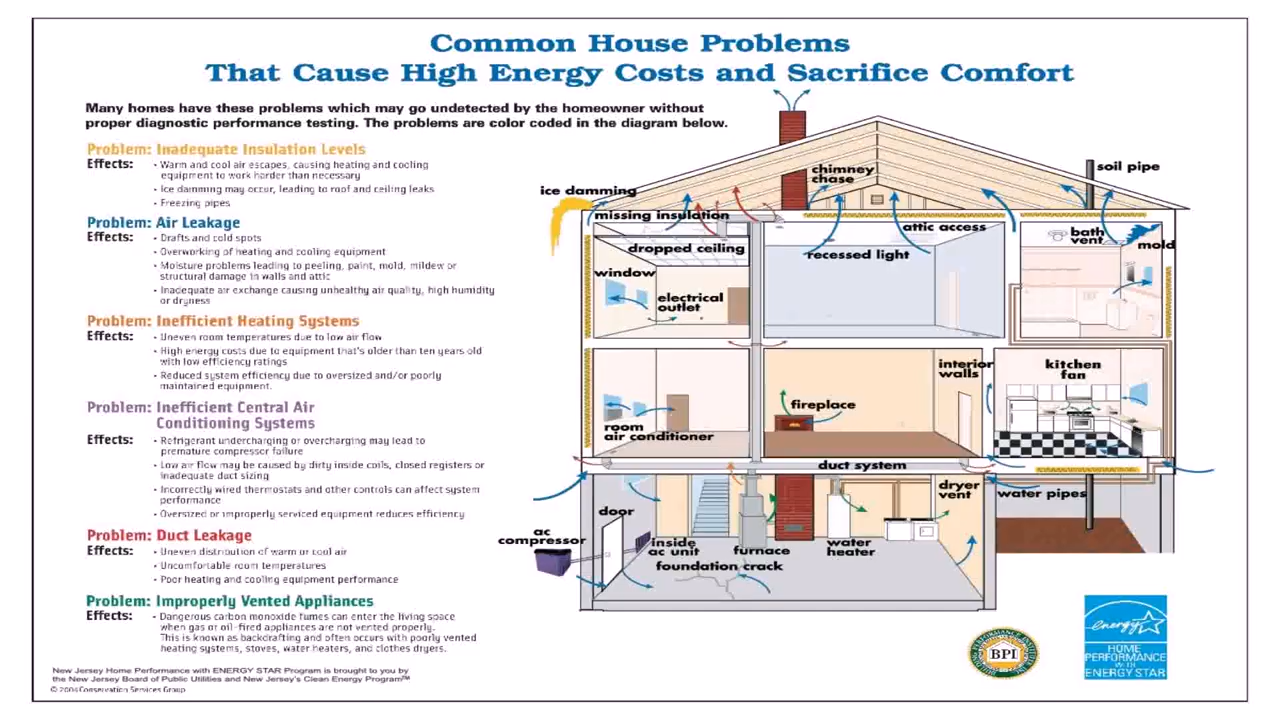 Common House Problems
That Cause High Energy Costs and Sacrifice Comfort
Many homes have these problems which may go undetected by the homeowner without
proper diagnostic performance testing. The problems are color coded in the diagram below.
Problem: Inadequate Insulation Levels
Effects:
• Warm and cool air escapes, causing heating and cooling
equipment to work harder than necessary
• Ice damming may occur, leading to roof and ceiling leaks
• Freezing pipes
Problem: Air Leakage
Effects:
• Drafts and cold spots
• Overworking of heating and cooling equipment
• Moisture problems leading to peeling, paint, mold, mildew or
structural damage in walls and attic
• Inadequate air exchange causing unhealthy air quality, high humidity
or dryness
Problem: Inefficient Heating Systems
Effects:
• Uneven room temperatures due to low air flow
• High energy costs due to equipment that's older than ten years old
with low efficiency ratings
• Reduced system efficiency due to oversized and/or poorly
maintained equipment.
Problem: Inefficient Central Air
Conditioning Systems
Effects:
• Refrigerant undercharging or overcharging may lead to
premature compressor failure
• Low air flow may be caused by dirty inside coils, closed registers or
inadequate duct sizing
• Incorrectly wired thermostats and other controls can affect system
performance
• Oversized or improperly serviced equipment reduces efficiency
Problem: Duct Leakage
Effects:
• Uneven distribution of warm or cool air
• Uncomfortable room temperatures
• Poor heating and cooling equipment performance
Problem: Improperly Vented Appliances
Effects:
• Dangerous carbon monoxide fumes can enter the living space
when gas or oil-fired appliances are not vented properly.
This is known as backdrafting and often occurs with poorly vented
heating systems, stoves, water heaters, and clothes dryers.
New Jersey Home Performance with ENERGY STAR Program is brought to you by
the New Jersey Board of Public Utilities and New Jersey's Clean Energy Program™
© 2004 Conservation Services Group
chimney
chase
soil pipe
ice damming
missing insulation
attic access
bath
vent
mold
dropped ceiling
recessed light
window
electrical
outlet
interior
walls
kitchen
fan
fireplace
room
air conditioner
duct system
dryer
vent
water pipes
door
ac
compressor
inside
ac unit
furnace
water
heater
foundation crack
BPI
energy
HOME
PERFORMANCE
WITH
ENERGY STAR